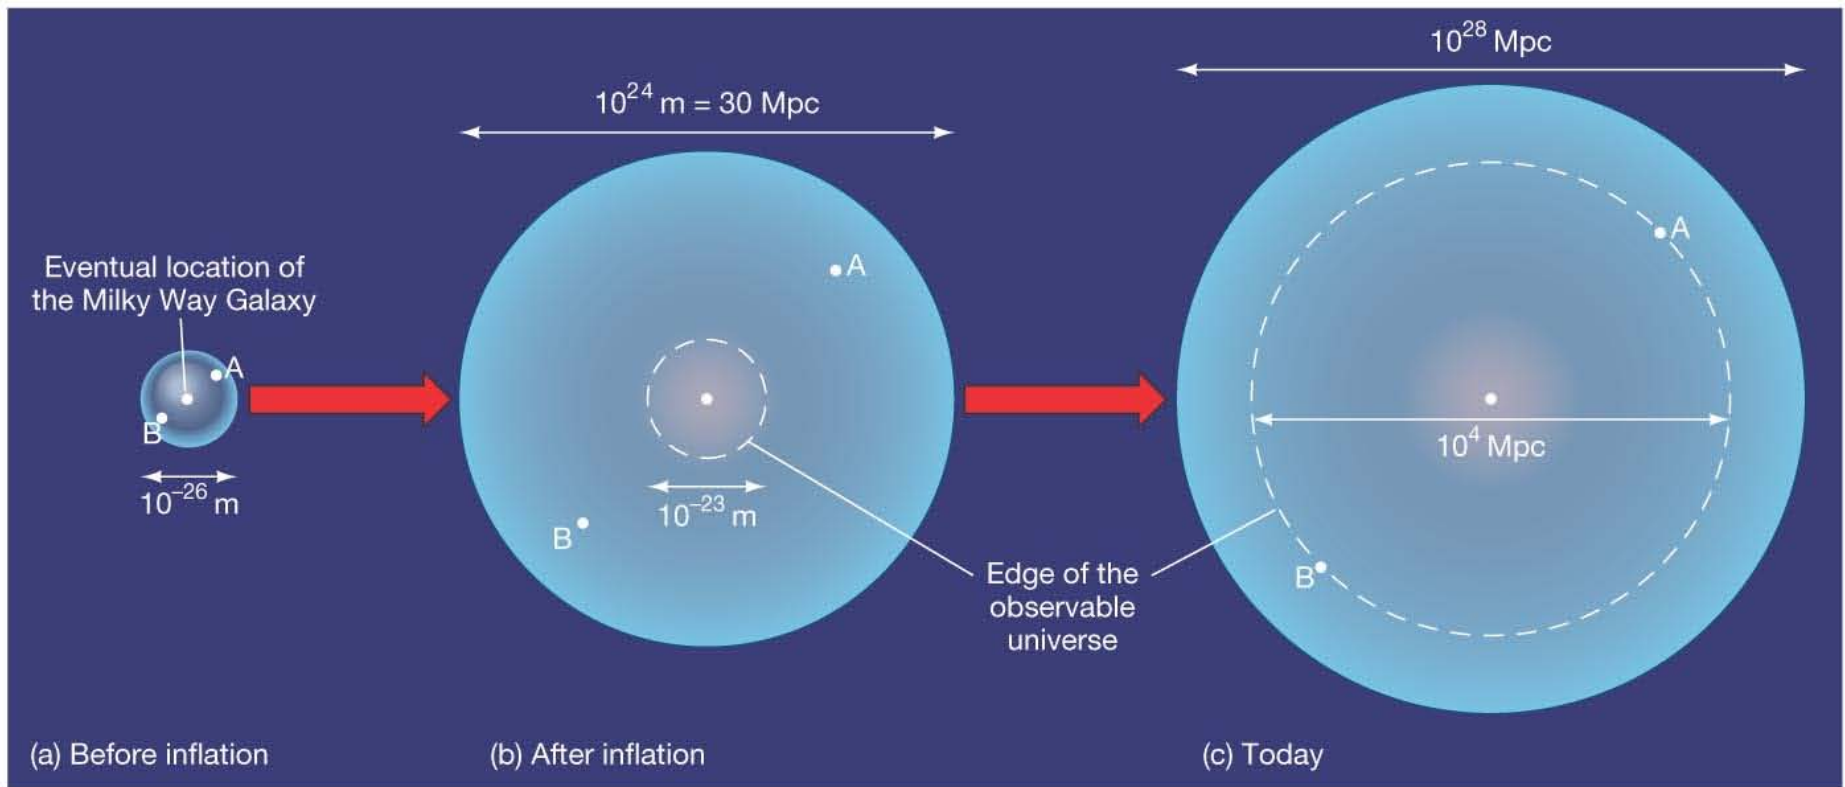 Eventual location of
the Milky Way Galaxy
A
B
10⁻²⁶ m
(a) Before inflation
10²⁴ m = 30 Mpc
A
B
10⁻²³ m
(b) After inflation
Edge of the
observable
universe
10²⁸ Mpc
A
10⁴ Mpc
B
(c) Today